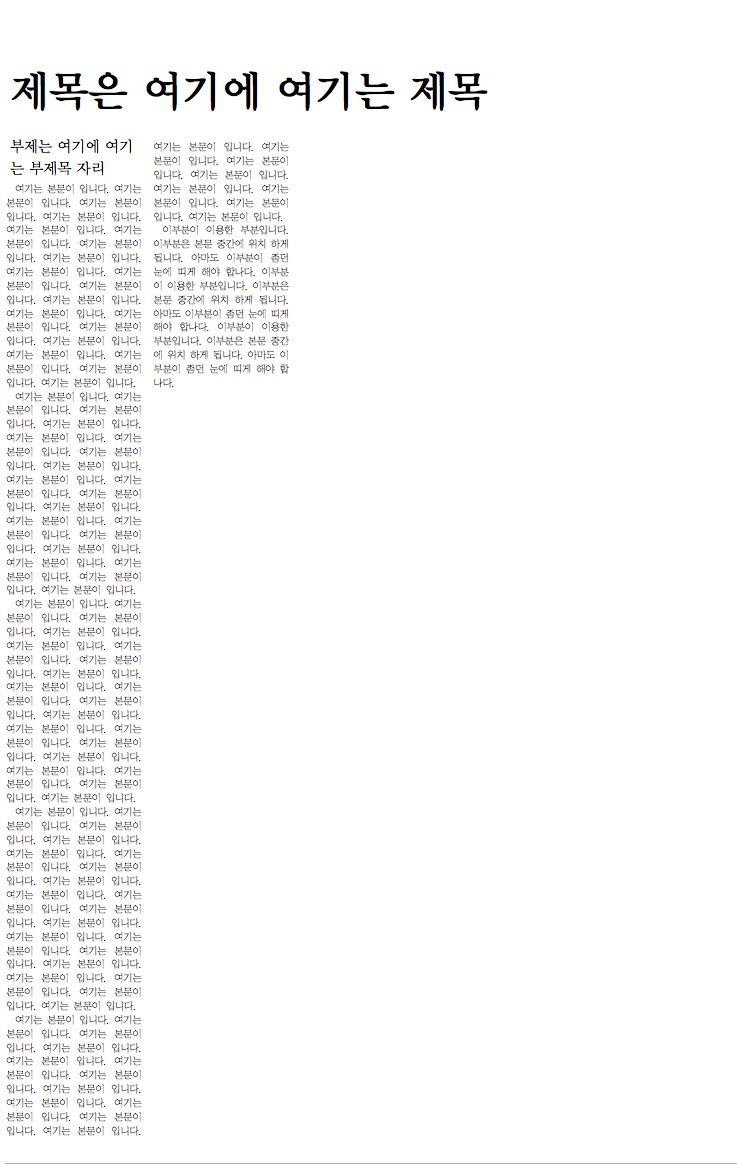 제목은 여기에 여기는 제목
부제는 여기에 여기
는 부제목 자리
여기는 본문이 입니다. 여기는
본문이 입니다. 여기는 본문이
입니다. 여기는 본문이 입니다.
여기는 본문이 입니다. 여기는
본문이 입니다. 여기는 본문이
입니다. 여기는 본문이 입니다.
여기는 본문이 입니다. 여기는
본문이 입니다. 여기는 본문이
입니다. 여기는 본문이 입니다.
여기는 본문이 입니다. 여기는
본문이 입니다. 여기는 본문이
입니다. 여기는 본문이 입니다.
여기는 본문이 입니다. 여기는
본문이 입니다. 여기는 본문이
입니다. 여기는 본문이 입니다.
여기는 본문이 입니다. 여기는
본문이 입니다. 여기는 본문이
입니다. 여기는 본문이 입니다.
여기는 본문이 입니다. 여기는
본문이 입니다. 여기는 본문이
입니다. 여기는 본문이 입니다.
여기는 본문이 입니다. 여기는
본문이 입니다. 여기는 본문이
입니다. 여기는 본문이 입니다.
여기는 본문이 입니다. 여기는
본문이 입니다. 여기는 본문이
입니다. 여기는 본문이 입니다.
여기는 본문이 입니다. 여기는
본문이 입니다. 여기는 본문이
입니다. 여기는 본문이 입니다.
여기는 본문이 입니다. 여기는
본문이 입니다. 여기는 본문이
입니다. 여기는 본문이 입니다.
여기는 본문이 입니다. 여기는
본문이 입니다. 여기는 본문이
입니다. 여기는 본문이 입니다.
여기는 본문이 입니다. 여기는
본문이 입니다. 여기는 본문이
입니다. 여기는 본문이 입니다.
여기는 본문이 입니다. 여기는
본문이 입니다. 여기는 본문이
입니다. 여기는 본문이 입니다.
여기는 본문이 입니다. 여기는
본문이 입니다. 여기는 본문이
입니다. 여기는 본문이 입니다.
여기는 본문이 입니다. 여기는
본문이 입니다. 여기는 본문이
입니다. 여기는 본문이 입니다.
여기는 본문이 입니다. 여기는
본문이 입니다. 여기는 본문이
입니다. 여기는 본문이 입니다.
여기는 본문이 입니다. 여기는
본문이 입니다. 여기는 본문이
입니다. 여기는 본문이 입니다.
여기는 본문이 입니다. 여기는
본문이 입니다. 여기는 본문이
입니다. 여기는 본문이 입니다.
여기는 본문이 입니다. 여기는
본문이 입니다. 여기는 본문이
입니다. 여기는 본문이 입니다.
여기는 본문이 입니다. 여기는
본문이 입니다. 여기는 본문이
입니다. 여기는 본문이 입니다.
여기는 본문이 입니다. 여기는
본문이 입니다. 여기는 본문이
입니다. 여기는 본문이 입니다.
여기는 본문이 입니다. 여기는
본문이 입니다. 여기는 본문이
입니다. 여기는 본문이 입니다.
여기는 본문이 입니다. 여기는
본문이 입니다. 여기는 본문이
입니다. 여기는 본문이 입니다.
여기는 본문이 입니다. 여기는
본문이 입니다. 여기는 본문이
입니다. 여기는 본문이 입니다.
이부분이 이용한 부분입니다.
이부분은 본문 중간에 위치 하게
됩니다. 아마도 이부분이 좀던
눈에 띠게 해야 합나다. 이부분
이 이용한 부분입니다. 이부분은
본문 중간에 위치 하게 됩니다.
아마도 이부분이 좀던 눈에 띠게
해야 합나다. 이부분이 이용한
부분입니다. 이부분은 본문 중간
에 위치 하게 됩니다. 아마도 이
부분이 좀던 눈에 띠게 해야 합
나다.